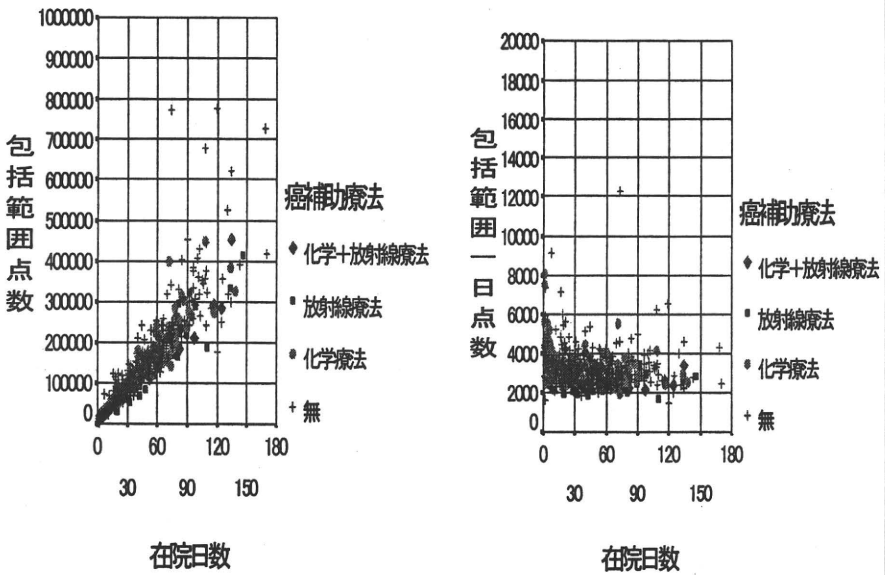 1000000
900000
800000
700000
600000
500000
400000
300000
200000
100000
0
包括範囲点数
0
60
120
180
30
90
150
在院日数
癌補助療法
化学+放射線療法
放射線療法
化学療法
無
20000
18000
16000
14000
12000
10000
8000
6000
4000
2000
0
包括範囲一日点数
0
60
120
180
30
90
150
在院日数
癌補助療法
化学+放射線療法
放射線療法
化学療法
無